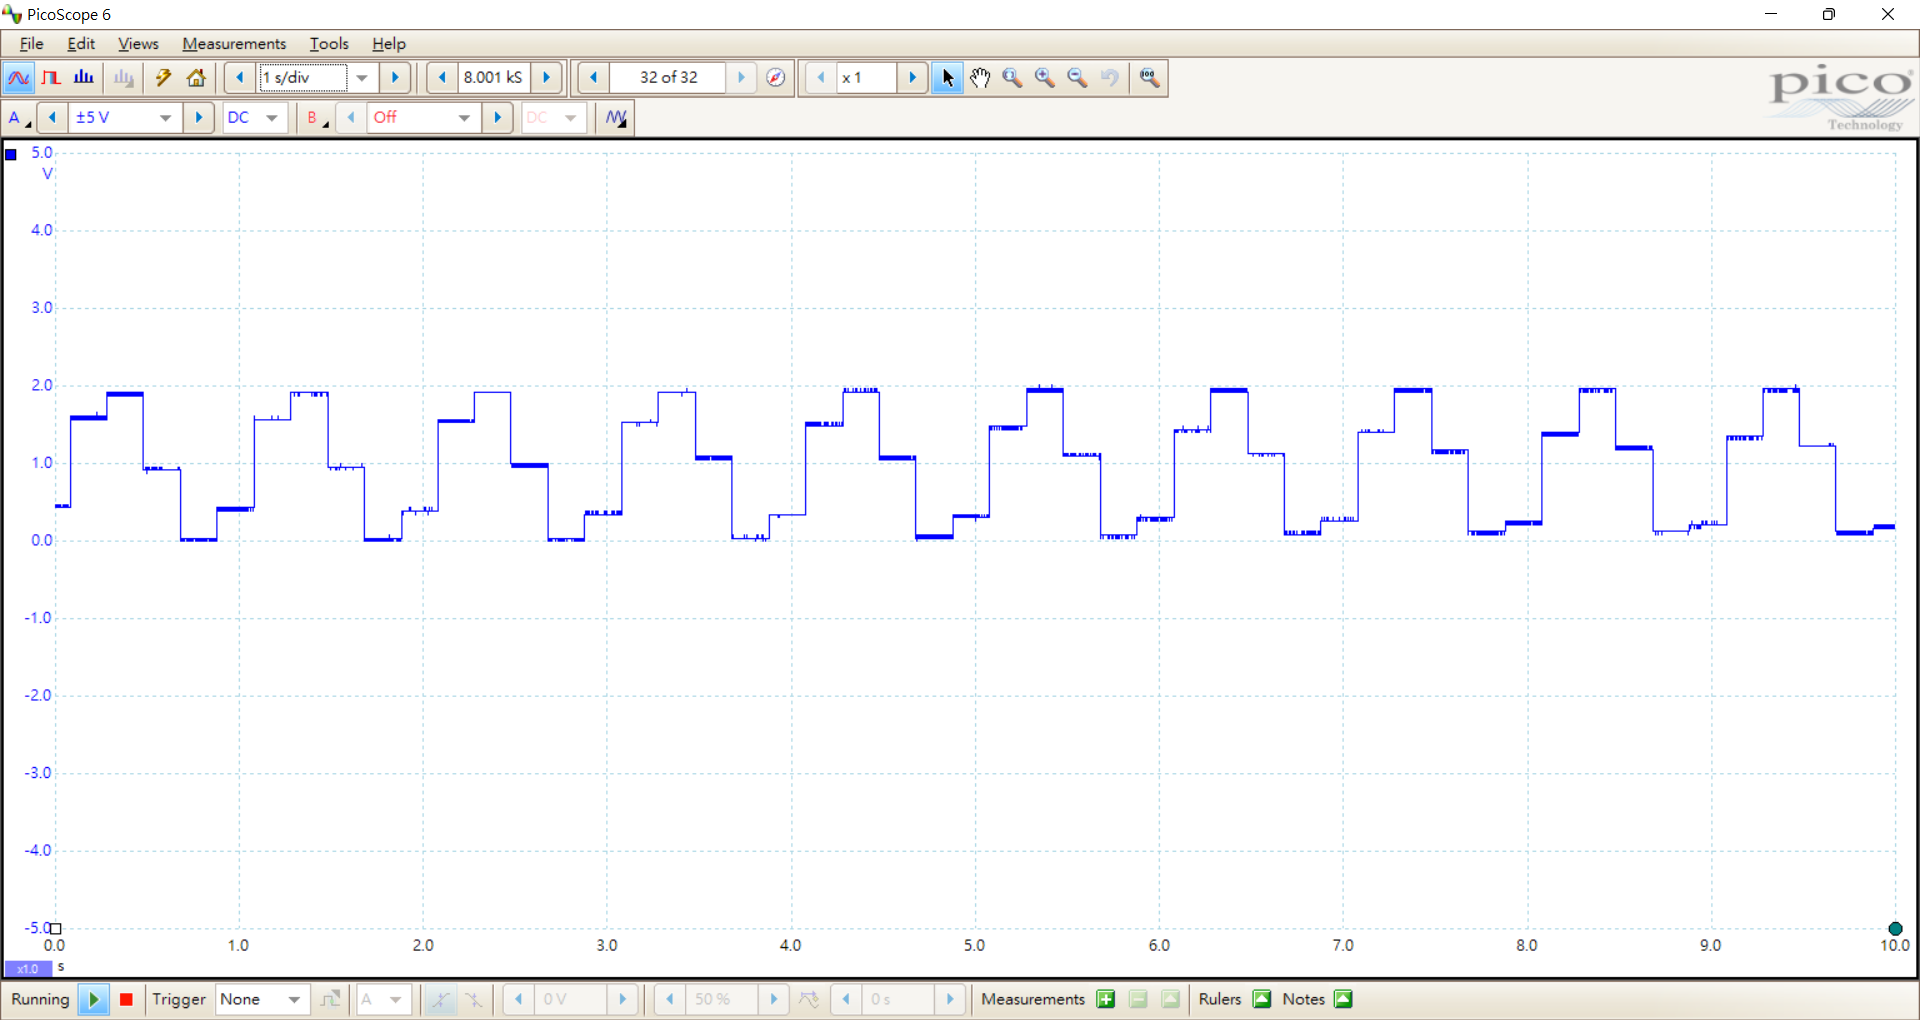 PicoScope 6
File Edit Views Measurements Tools Help
1 s/div 8.001 kS 32 of 32 x 1
pico
Technology
A ±5 V DC B Off DC
5.0
V
4.0
3.0
2.0
1.0
0.0
-1.0
-2.0
-3.0
-4.0
-5.0
0.0 1.0 2.0 3.0 4.0 5.0 6.0 7.0 8.0 9.0 10.0
x1.0 s
Running Trigger None A 0 V 50 % 0 s Measurements Rulers Notes